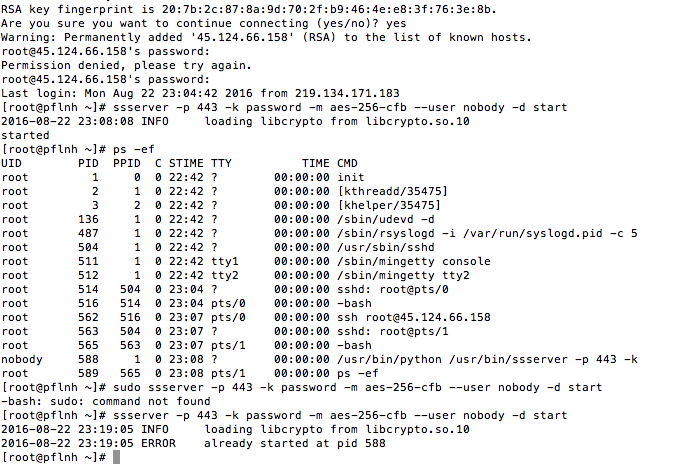 RSA key fingerprint is 20:7b:2c:87:8a:9d:70:2f:b9:46:4e:e8:3f:76:3e:8b.
Are you sure you want to continue connecting (yes/no)? yes
Warning: Permanently added '45.124.66.158' (RSA) to the list of known hosts.
root@45.124.66.158's password:
Permission denied, please try again.
root@45.124.66.158's password:
Last login: Mon Aug 22 23:04:42 2016 from 219.134.171.183
[root@pflnh ~]# ssserver -p 443 -k password -m aes-256-cfb --user nobody -d start
2016-08-22 23:08:08 INFO     loading libcrypto from libcrypto.so.10
started
[root@pflnh ~]# ps -ef
UID        PID  PPID  C STIME TTY          TIME CMD
root         1     0  0 22:42 ?        00:00:00 init
root         2     1  0 22:42 ?        00:00:00 [kthreadd/35475]
root         3     2  0 22:42 ?        00:00:00 [khelper/35475]
root       136     1  0 22:42 ?        00:00:00 /sbin/udevd -d
root       487     1  0 22:42 ?        00:00:00 /sbin/rsyslogd -i /var/run/syslogd.pid -c 5
root       504     1  0 22:42 ?        00:00:00 /usr/sbin/sshd
root       511     1  0 22:42 tty1     00:00:00 /sbin/mingetty console
root       512     1  0 22:42 tty2     00:00:00 /sbin/mingetty tty2
root       514   504  0 23:04 ?        00:00:00 sshd: root@pts/0
root       516   514  0 23:04 pts/0    00:00:00 -bash
root       562   516  0 23:07 pts/0    00:00:00 ssh root@45.124.66.158
root       563   504  0 23:07 ?        00:00:00 sshd: root@pts/1
root       565   563  0 23:07 pts/1    00:00:00 -bash
nobody     588     1  0 23:08 ?        00:00:00 /usr/bin/python /usr/bin/ssserver -p 443 -k
root       589   565  0 23:18 pts/1    00:00:00 ps -ef
[root@pflnh ~]# sudo ssserver -p 443 -k password -m aes-256-cfb --user nobody -d start
-bash: sudo: command not found
[root@pflnh ~]# ssserver -p 443 -k password -m aes-256-cfb --user nobody -d start
2016-08-22 23:19:05 INFO     loading libcrypto from libcrypto.so.10
2016-08-22 23:19:05 ERROR    already started at pid 588
[root@pflnh ~]#